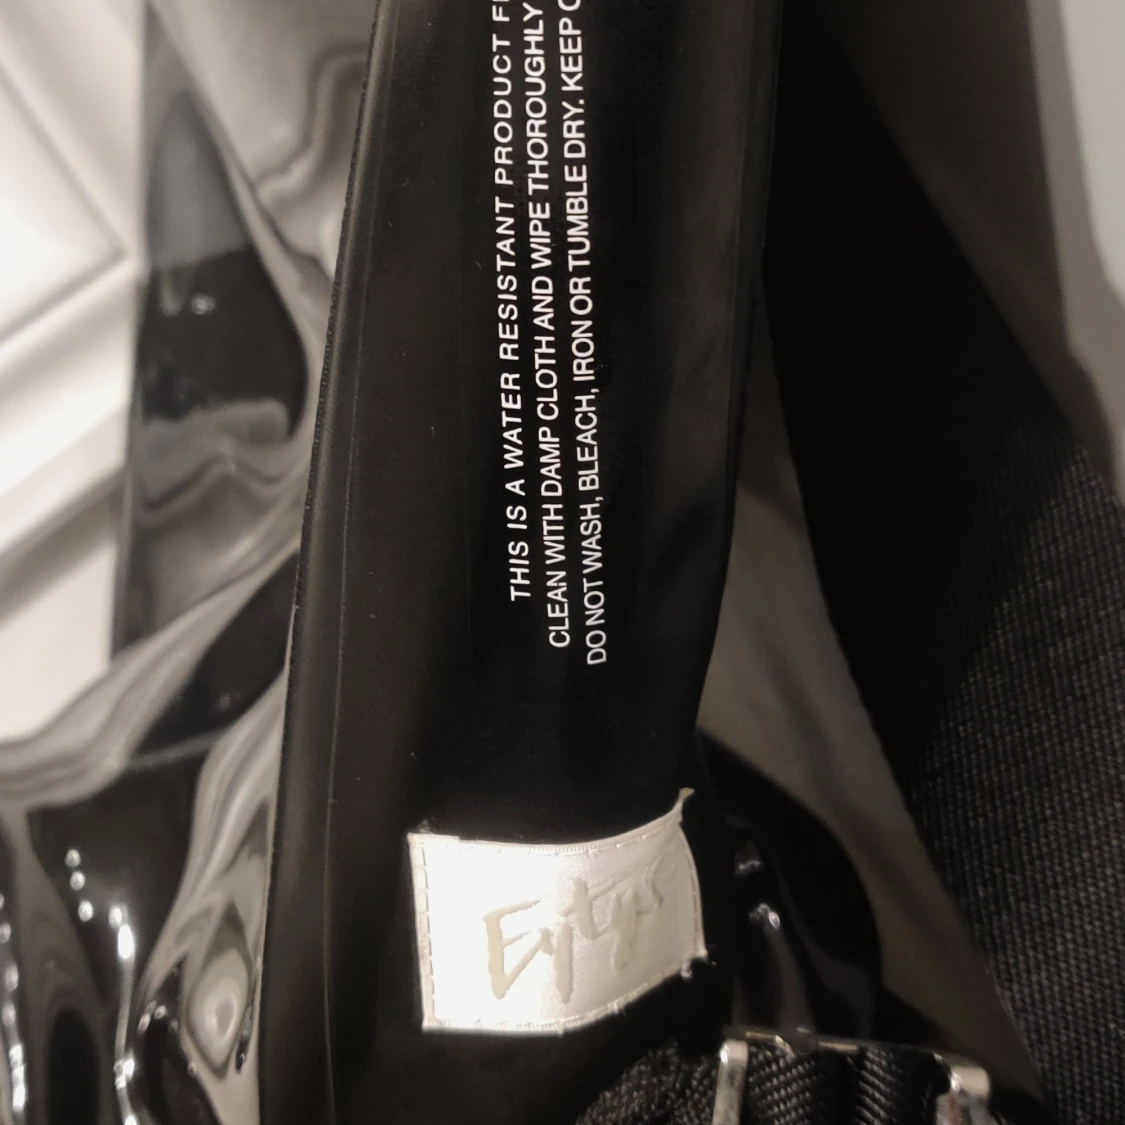 THIS IS A WATER RESISTANT PRODUCT
CLEAN WITH DAMP CLOTH AND WIPE THOROUGHLY
DO NOT WASH, BLEACH, IRON OR TUMBLE DRY. KEEP
Eytys